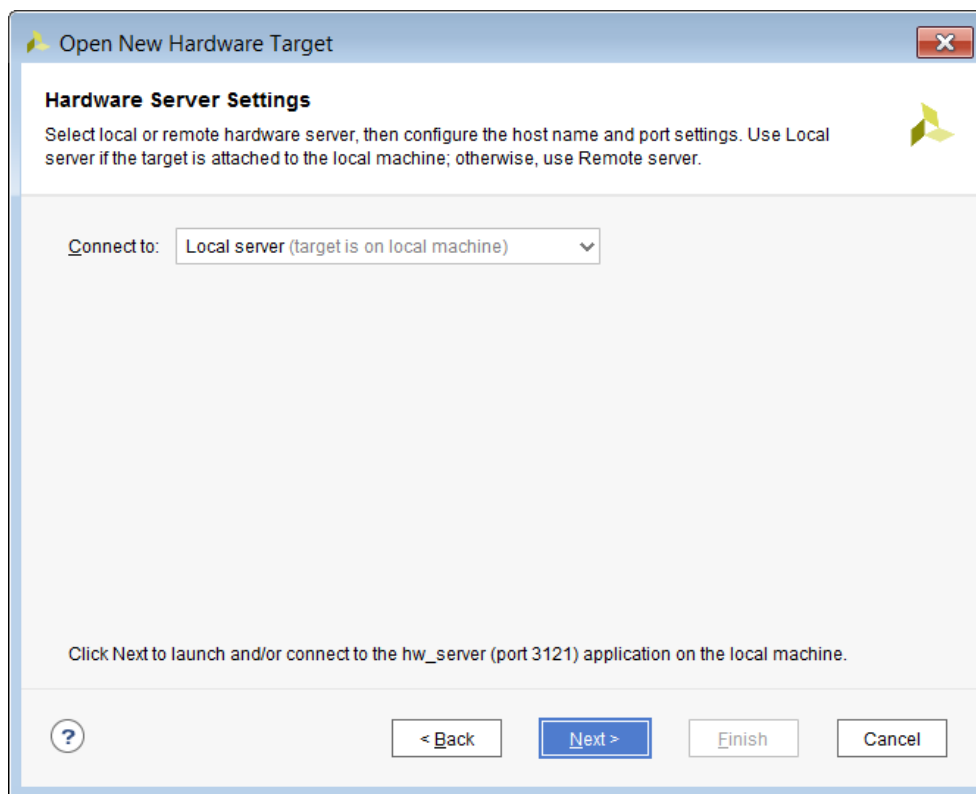 Open New Hardware Target
Hardware Server Settings
Select local or remote hardware server, then configure the host name and port settings. Use Local
server if the target is attached to the local machine; otherwise, use Remote server.
Connect to: Local server (target is on local machine)
Click Next to launch and/or connect to the hw_server (port 3121) application on the local machine.
? < Back Next > Finish Cancel